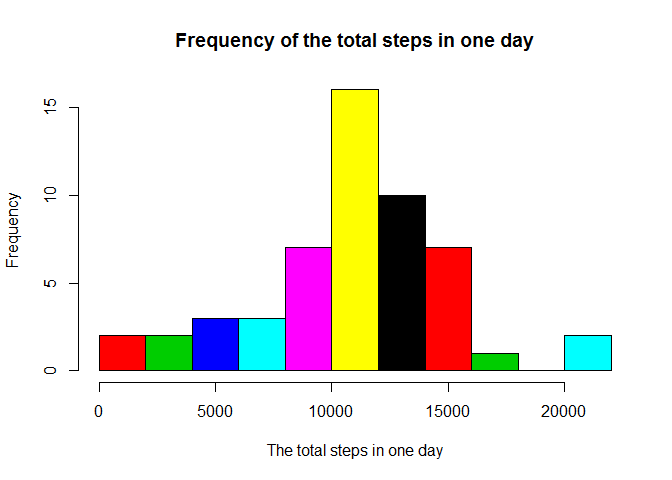 Frequency of the total steps in one day
Frequency
15
10
5
0
0 5000 10000 15000 20000
The total steps in one day